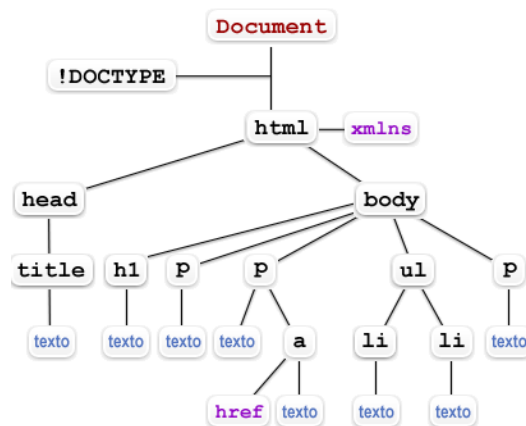 Document
!DOCTYPE
html xmlns
head body
title h1 p p ul p
texto texto texto texto a li li texto
href texto texto texto